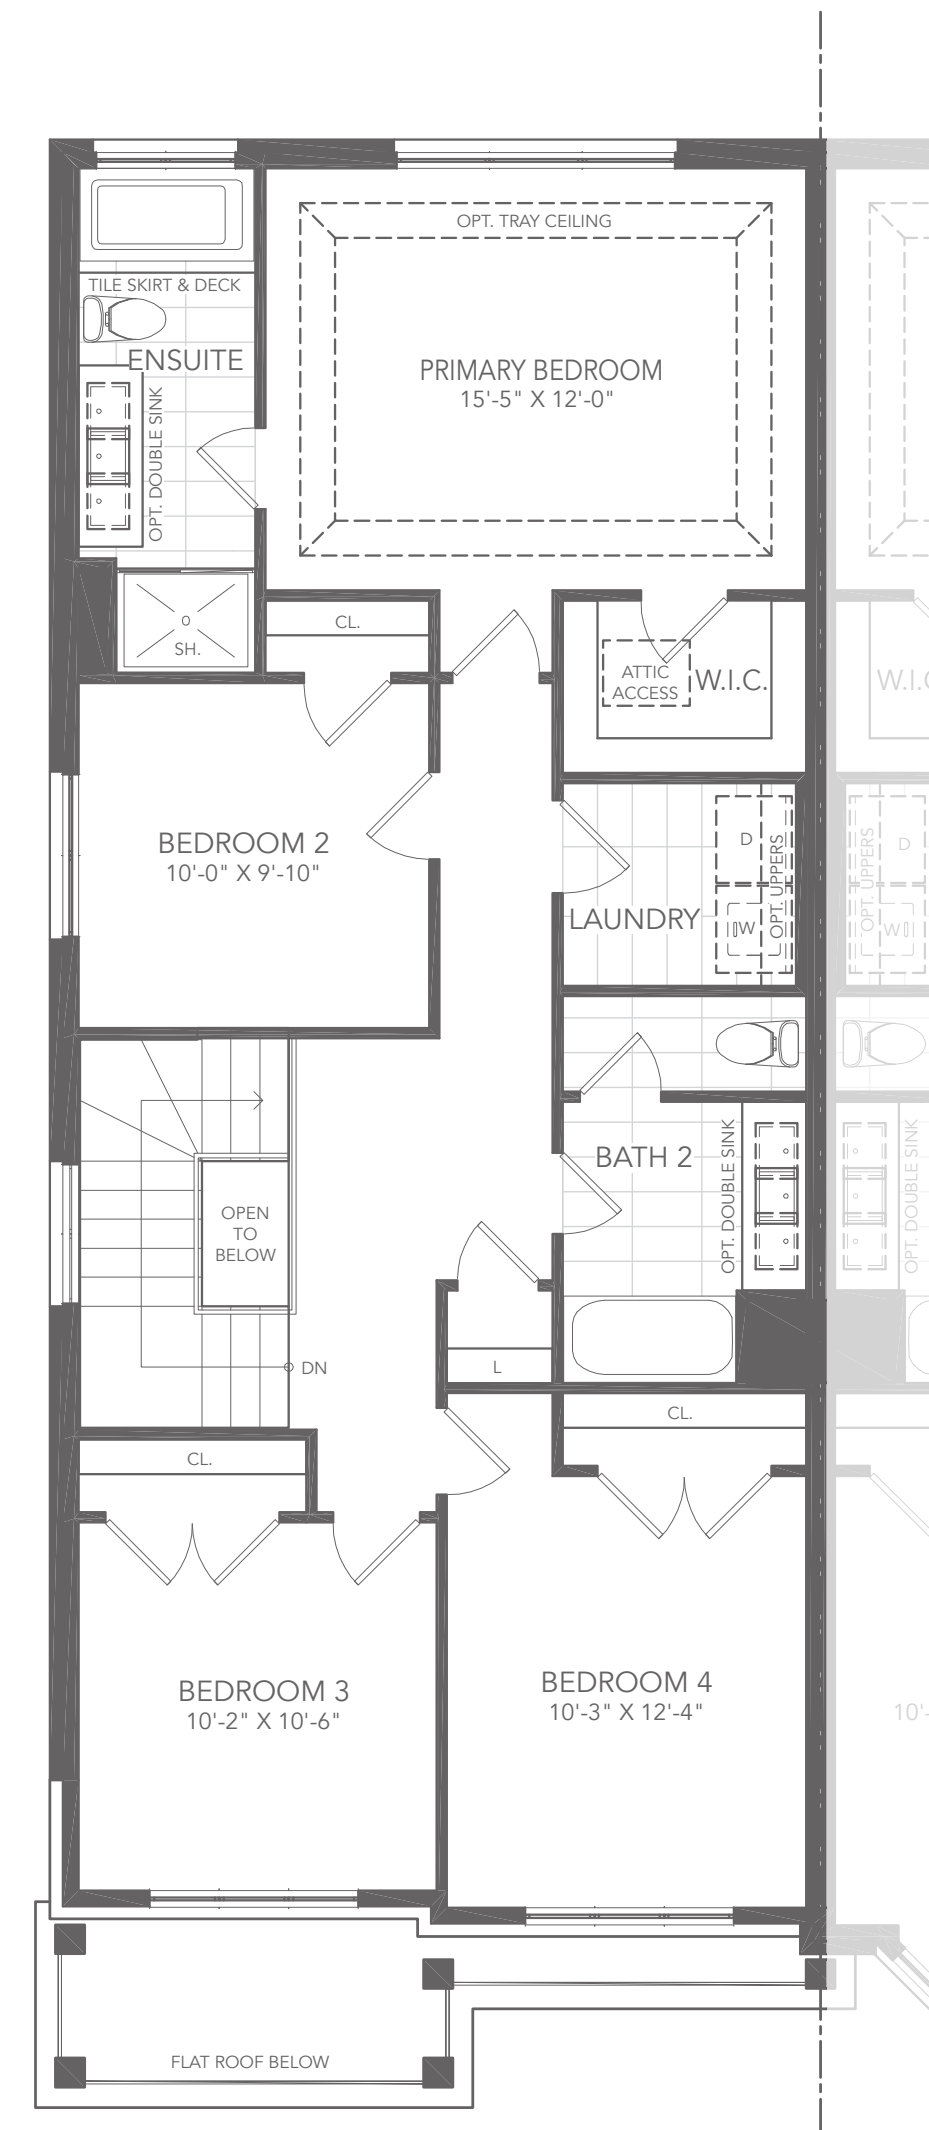 OPT. TRAY CEILING
TILE SKIRT & DECK
ENSUITE
OPT. DOUBLE SINK
PRIMARY BEDROOM
15'-5" X 12'-0"
SH.
CL.
ATTIC
ACCESS
W.I.C.
W.I.C
BEDROOM 2
10'-0" X 9'-10"
LAUNDRY
D
W
OPT. UPPERS
OPT. UPPERS
D
W
BATH 2
OPT. DOUBLE SINK
OPT. DOUBLE SINK
OPEN
TO
BELOW
DN
L
CL.
CL.
BEDROOM 3
10'-2" X 10'-6"
BEDROOM 4
10'-3" X 12'-4"
10'-
FLAT ROOF BELOW